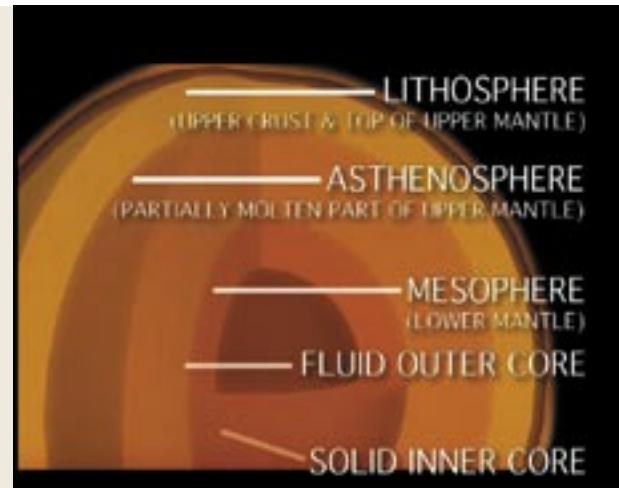 LITHOSPHERE
(UPPER CRUST & TOP OF UPPER MANTLE)
ASTHENOSPHERE
(PARTIALLY MOLTEN PART OF UPPER MANTLE)
MESOPHERE
(LOWER MANTLE)
FLUID OUTER CORE
SOLID INNER CORE